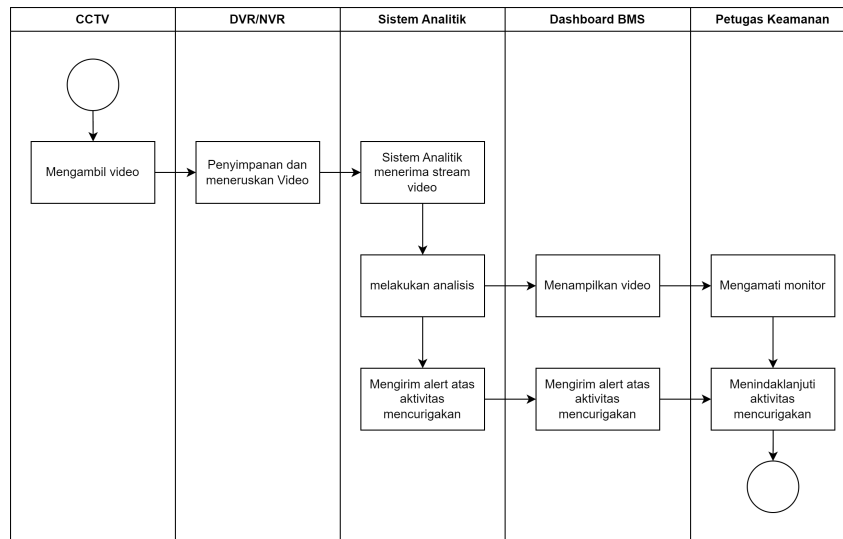 CCTV
DVR/NVR
Sistem Analitik
Dashboard BMS
Petugas Keamanan
Mengambil video
Penyimpanan dan
meneruskan Video
Sistem Analitik
menerima stream
video
melakukan analisis
Menampilkan video
Mengamati monitor
Mengirim alert atas
aktivitas
mencurigakan
Mengirim alert atas
aktivitas
mencurigakan
Menindaklanjuti
aktivitas
mencurigakan